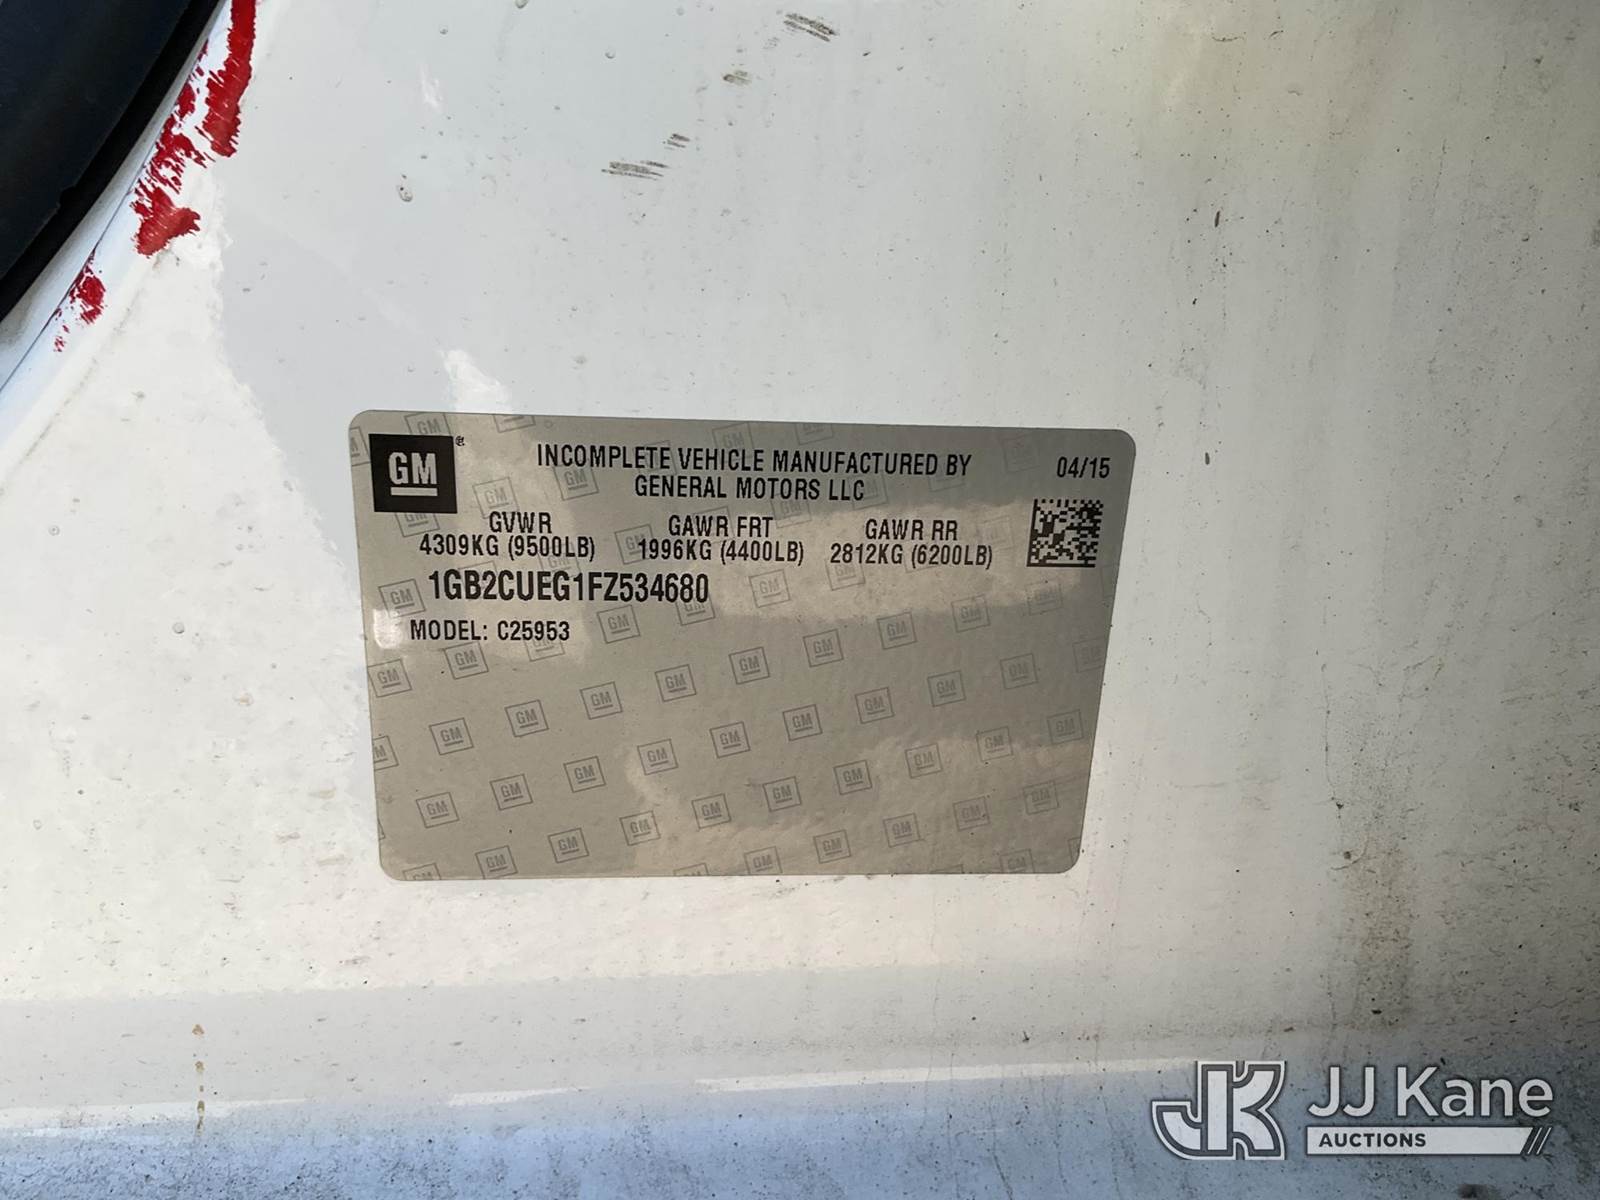 GM
INCOMPLETE VEHICLE MANUFACTURED BY
GENERAL MOTORS LLC
04/15
GVWR GAWR FRT GAWR RR
4309KG (9500LB) 1996KG (4400LB) 2812KG (6200LB)
1GB2CUEG1FZ534680
MODEL: C25953
JK JJ Kane
AUCTIONS